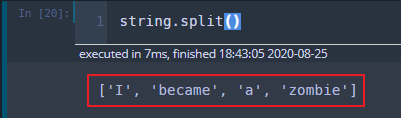 In [20]:
1 string.split()
executed in 7ms, finished 18:43:05 2020-08-25
['I', 'became', 'a', 'zombie']